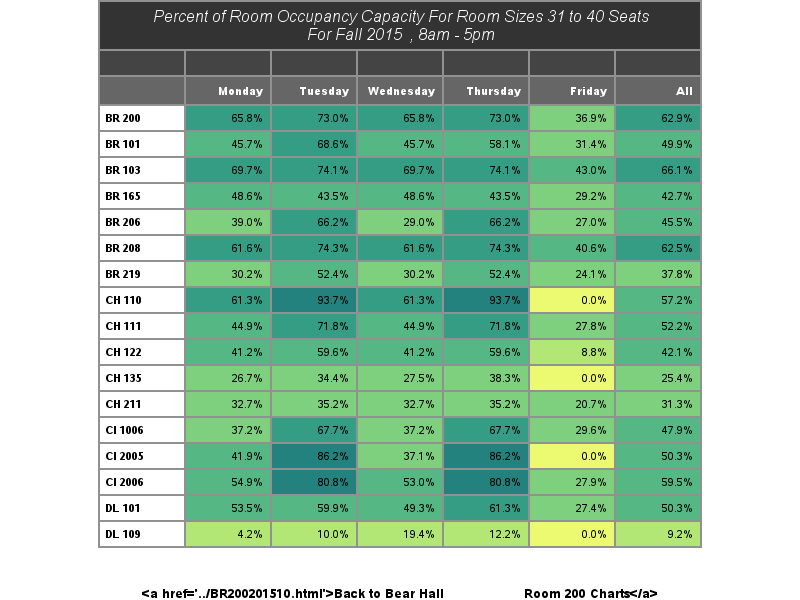 Percent of Room Occupancy Capacity For Room Sizes 31 to 40 Seats
For Fall 2015 , 8am - 5pm
Monday Tuesday Wednesday Thursday Friday All
BR 200 65.8% 73.0% 65.8% 73.0% 36.9% 62.9%
BR 101 45.7% 68.6% 45.7% 58.1% 31.4% 49.9%
BR 103 69.7% 74.1% 69.7% 74.1% 43.0% 66.1%
BR 165 48.6% 43.5% 48.6% 43.5% 29.2% 42.7%
BR 206 39.0% 66.2% 29.0% 66.2% 27.0% 45.5%
BR 208 61.6% 74.3% 61.6% 74.3% 40.6% 62.5%
BR 219 30.2% 52.4% 30.2% 52.4% 24.1% 37.8%
CH 110 61.3% 93.7% 61.3% 93.7% 0.0% 57.2%
CH 111 44.9% 71.8% 44.9% 71.8% 27.8% 52.2%
CH 122 41.2% 59.6% 41.2% 59.6% 8.8% 42.1%
CH 135 26.7% 34.4% 27.5% 38.3% 0.0% 25.4%
CH 211 32.7% 35.2% 32.7% 35.2% 20.7% 31.3%
CI 1006 37.2% 67.7% 37.2% 67.7% 29.6% 47.9%
CI 2005 41.9% 86.2% 37.1% 86.2% 0.0% 50.3%
CI 2006 54.9% 80.8% 53.0% 80.8% 27.9% 59.5%
DL 101 53.5% 59.9% 49.3% 61.3% 27.4% 50.3%
DL 109 4.2% 10.0% 19.4% 12.2% 0.0% 9.2%
<a href='../BR200201510.html'>Back to Bear Hall Room 200 Charts</a>